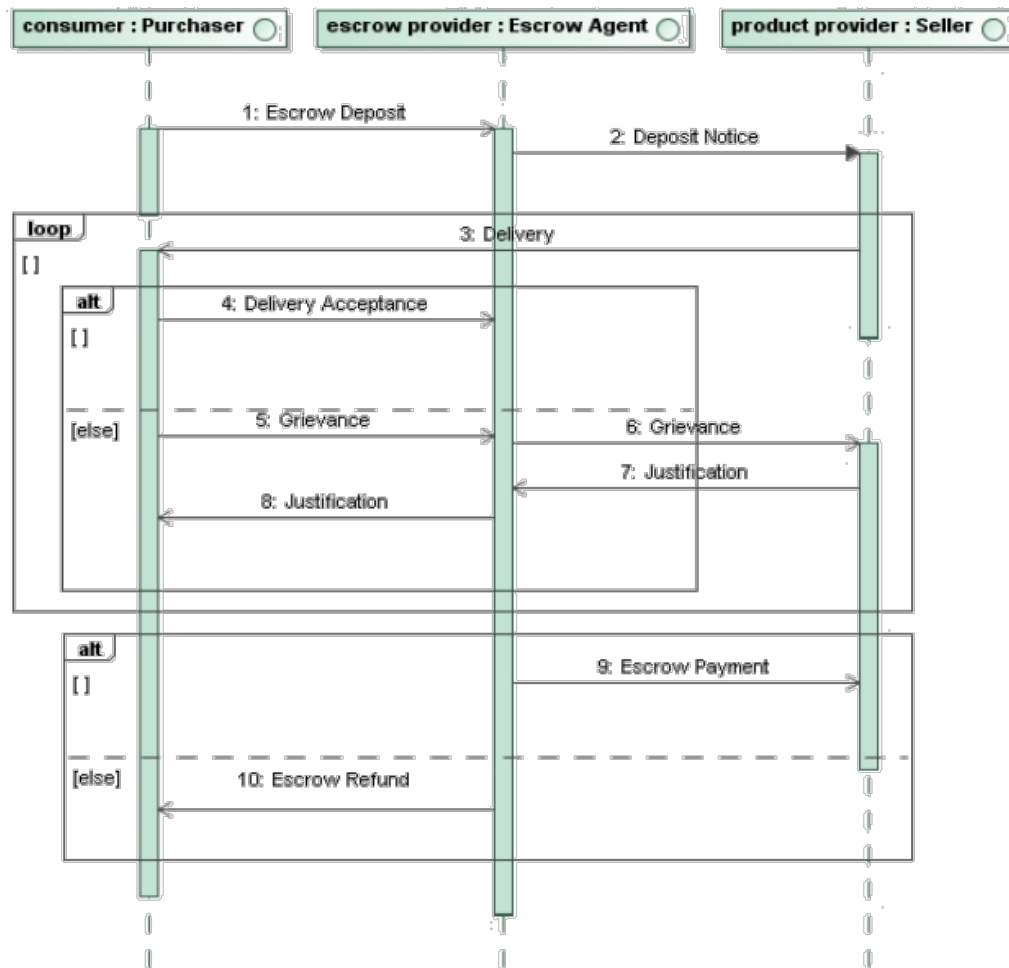 consumer : Purchaser
escrow provider : Escrow Agent
product provider : Seller
1: Escrow Deposit
2: Deposit Notice
loop
3: Delivery
[ ]
alt
4: Delivery Acceptance
[ ]
5: Grievance
6: Grievance
[else]
7: Justification
8: Justification
alt
9: Escrow Payment
[ ]
[else]
10: Escrow Refund